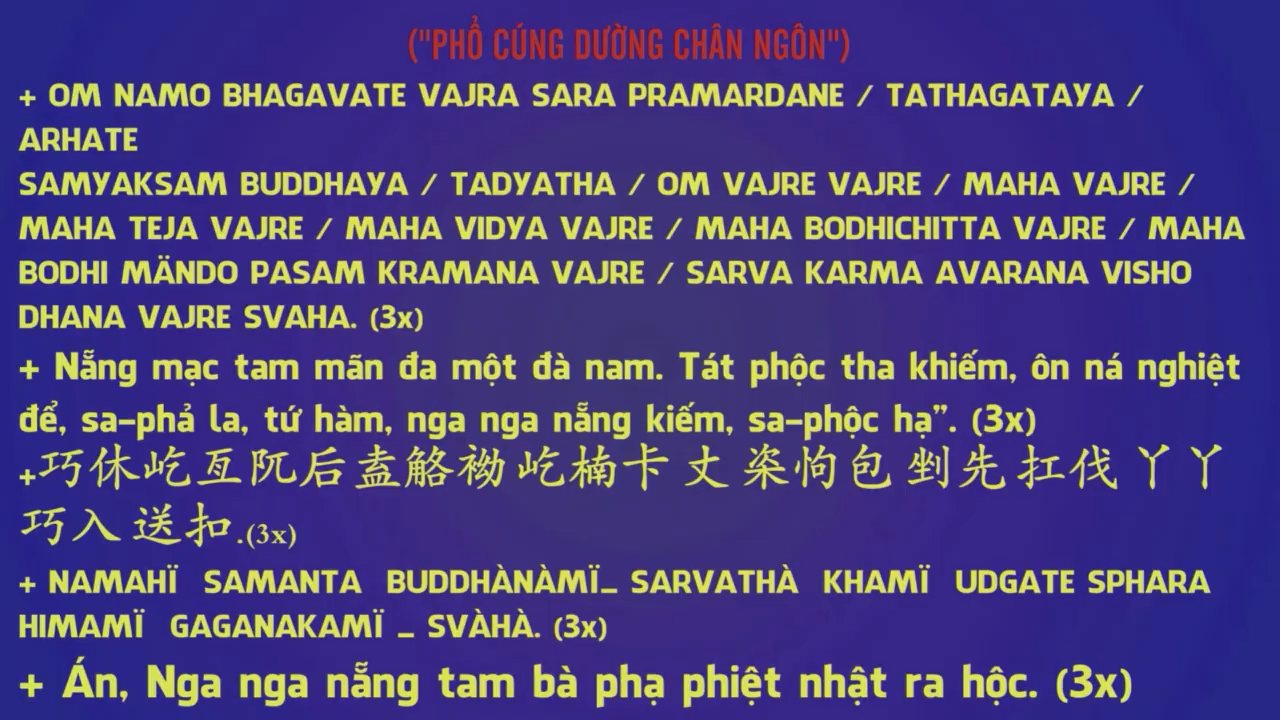 ("PHỔ CÚNG DƯỜNG CHÂN NGÔN")
+ OM NAMO BHAGAVATE VAJRA SARA PRAMARDANE / TATHAGATAYA /
ARHATE
SAMYAKSAM BUDDHAYA / TADYATHA / OM VAJRE VAJRE / MAHA VAJRE /
MAHA TEJA VAJRE / MAHA VIDYA VAJRE / MAHA BODHICHITTA VAJRE / MAHA
BODHI MÄNDO PASAM KRAMANA VAJRE / SARVA KARMA AVARANA VISHO
DHANA VAJRE SVAHA. (3x)
+ Nẵng mạc tam mãn đa một đà nam. Tát phộc tha khiếm, ôn ná nghiệt
để, sa-phả la, tứ hàm, nga nga nẵng kiếm, sa-phộc hạ”. (3x)
+巧休屹亙阢后盍觡袎屹楠卡丈 粢怐包 剉先 扛伐 丫丫
巧入 送扣.(3x)
+ NAMAHÏ SAMANTA BUDDHÀNÀMÏ_ SARVATHÀ KHAMÏ UDGATE SPHARA
HIMAMÏ GAGANAKAMÏ _ SVÀHÀ. (3x)
+ Án, Nga nga nẵng tam bà phạ phiệt nhật ra hộc. (3x)